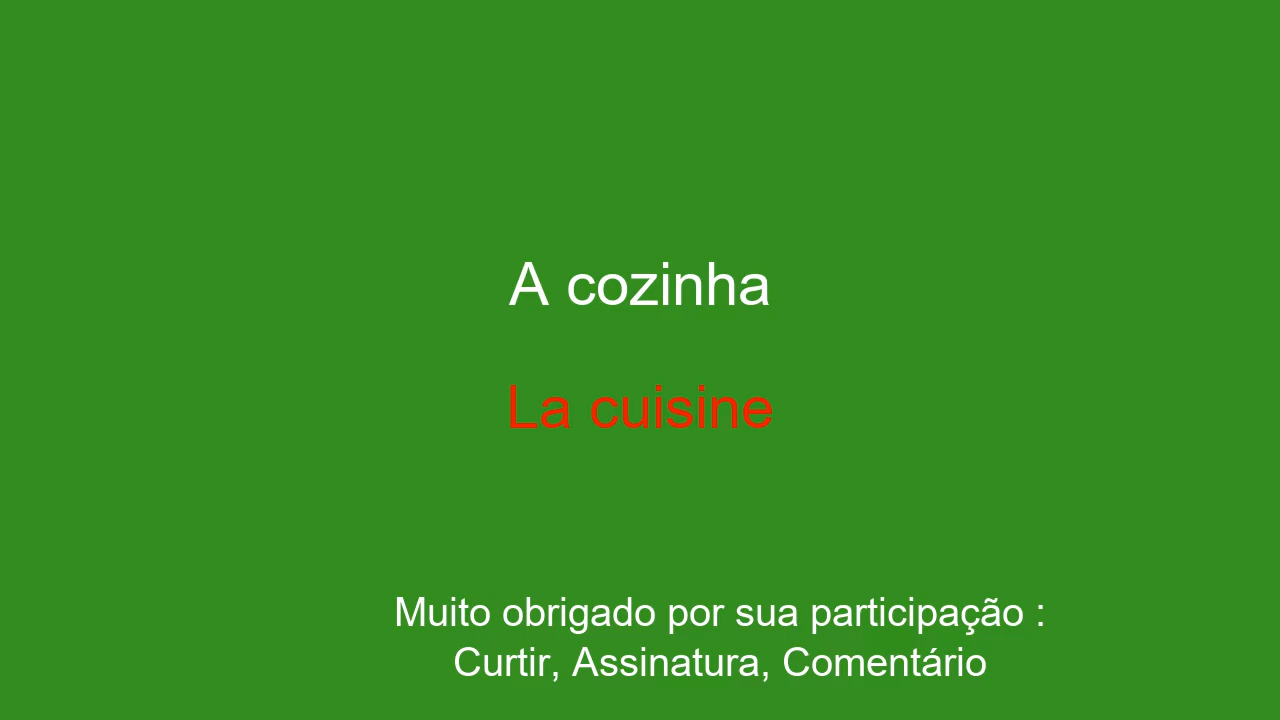 A cozinha
La cuisine
Muito obrigado por sua participação :
Curtir, Assinatura, Comentário